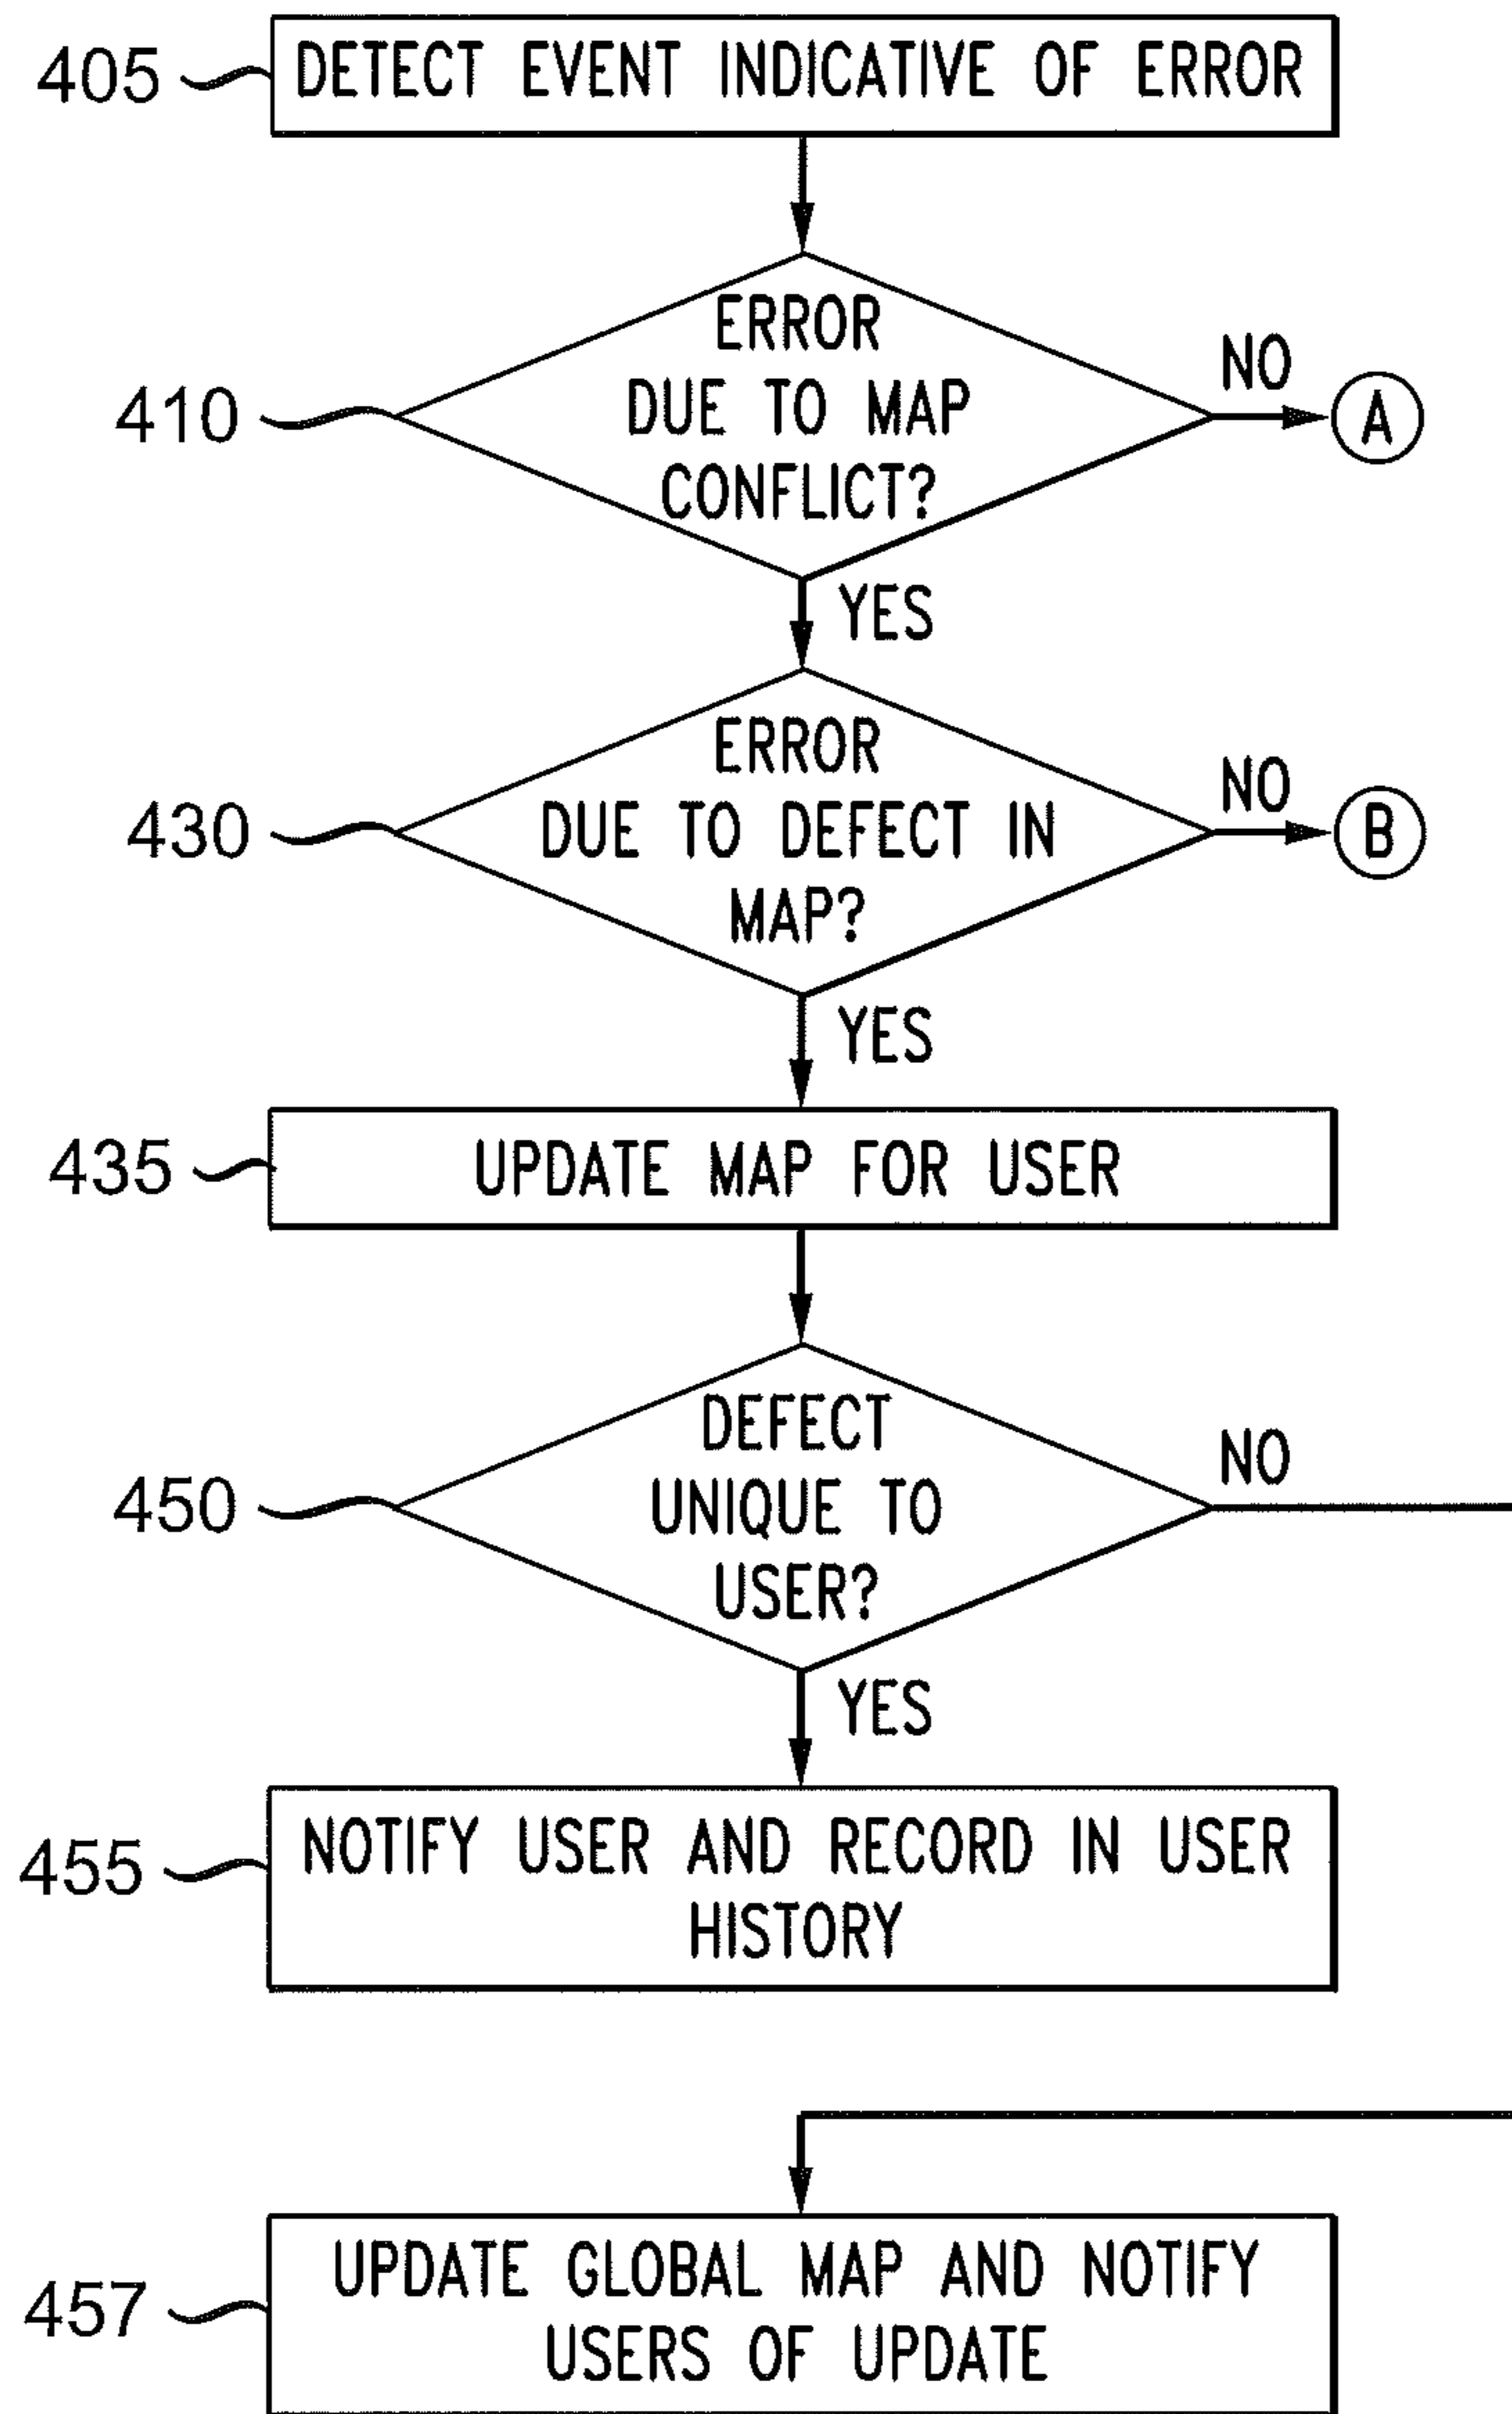 405
DETECT EVENT INDICATIVE OF ERROR
ERROR
DUE TO MAP
CONFLICT?
410
NO
A
YES
ERROR
DUE TO DEFECT IN
MAP?
430
NO
B
YES
435
UPDATE MAP FOR USER
DEFECT
UNIQUE TO
USER?
450
NO
YES
455
NOTIFY USER AND RECORD IN USER
HISTORY
457
UPDATE GLOBAL MAP AND NOTIFY
USERS OF UPDATE